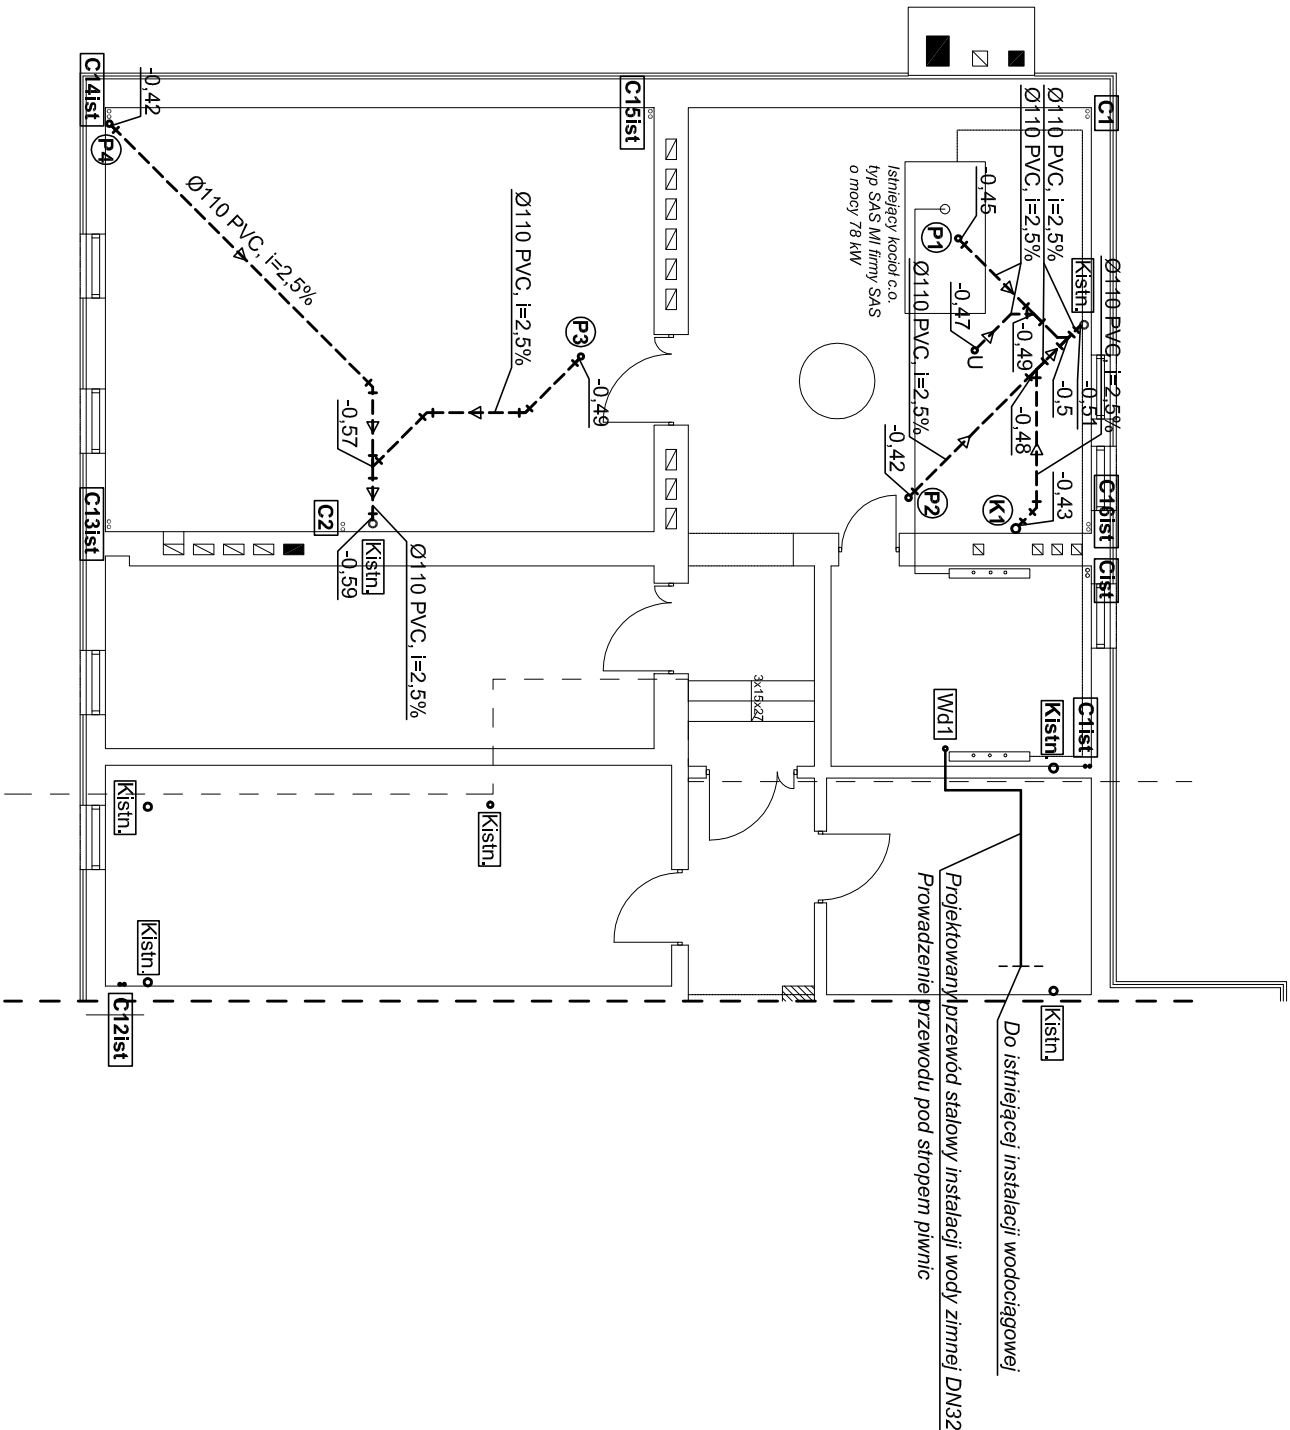 C1
C16ist
Cist
C1ist
Kistn.
Kistn.
Ø110 PVC, i=2,5%
Ø110 PVC, i=2,5%
Ø110 PVC, i=2,5%
Kistn.
-0,51
-0,5
-0,43
-0,49
-0,48
K1
-0,45
P1
-0,47
U
Ø110 PVC, i=2,5%
-0,42
P2
Istniejący kocioł c.o.
typ SAS MI firmy SAS
o mocy 78 kW
Wd1
Do istniejącej instalacji wodociągowej
Projektowany przewód stalowy instalacji wody zimnej DN32
Prowadzenie przewodu pod stropem piwnic
3x15x27
C15ist
P3
-0,49
Ø110 PVC, i=2,5%
Kistn.
Ø110 PVC, i=2,5%
Kistn.
C2
-0,57
-0,59
Ø110 PVC, i=2,5%
-0,42
P4
C14ist
C13ist
Kistn.
Kistn.
C12ist